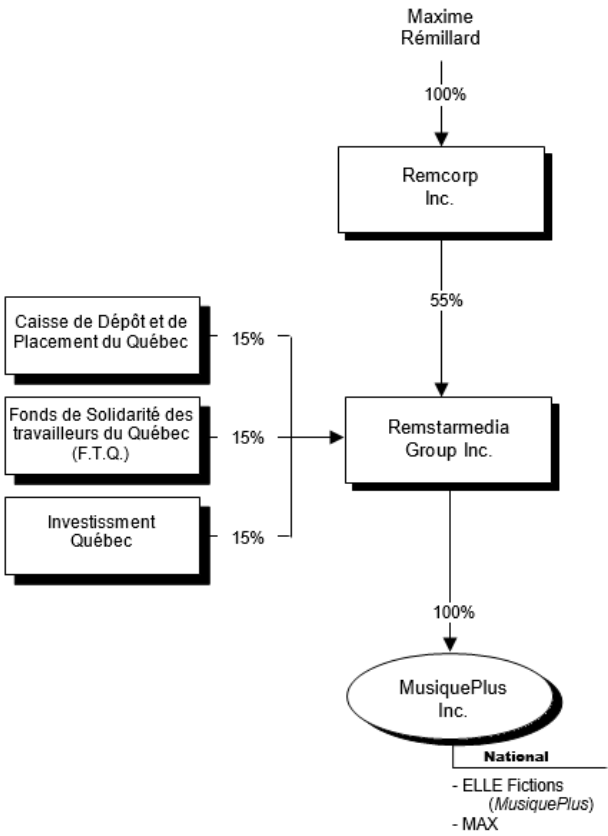 Maxime
Rémillard
100%
Remcorp
Inc.
55%
Caisse de Dépôt et de
Placement du Québec
15%
Fonds de Solidarité des
travailleurs du Québec
(F.T.Q.)
15%
Investissment
Québec
15%
Remstarmedia
Group Inc.
100%
MusiquePlus
Inc.
National
- ELLE Fictions
(MusiquePlus)
- MAX